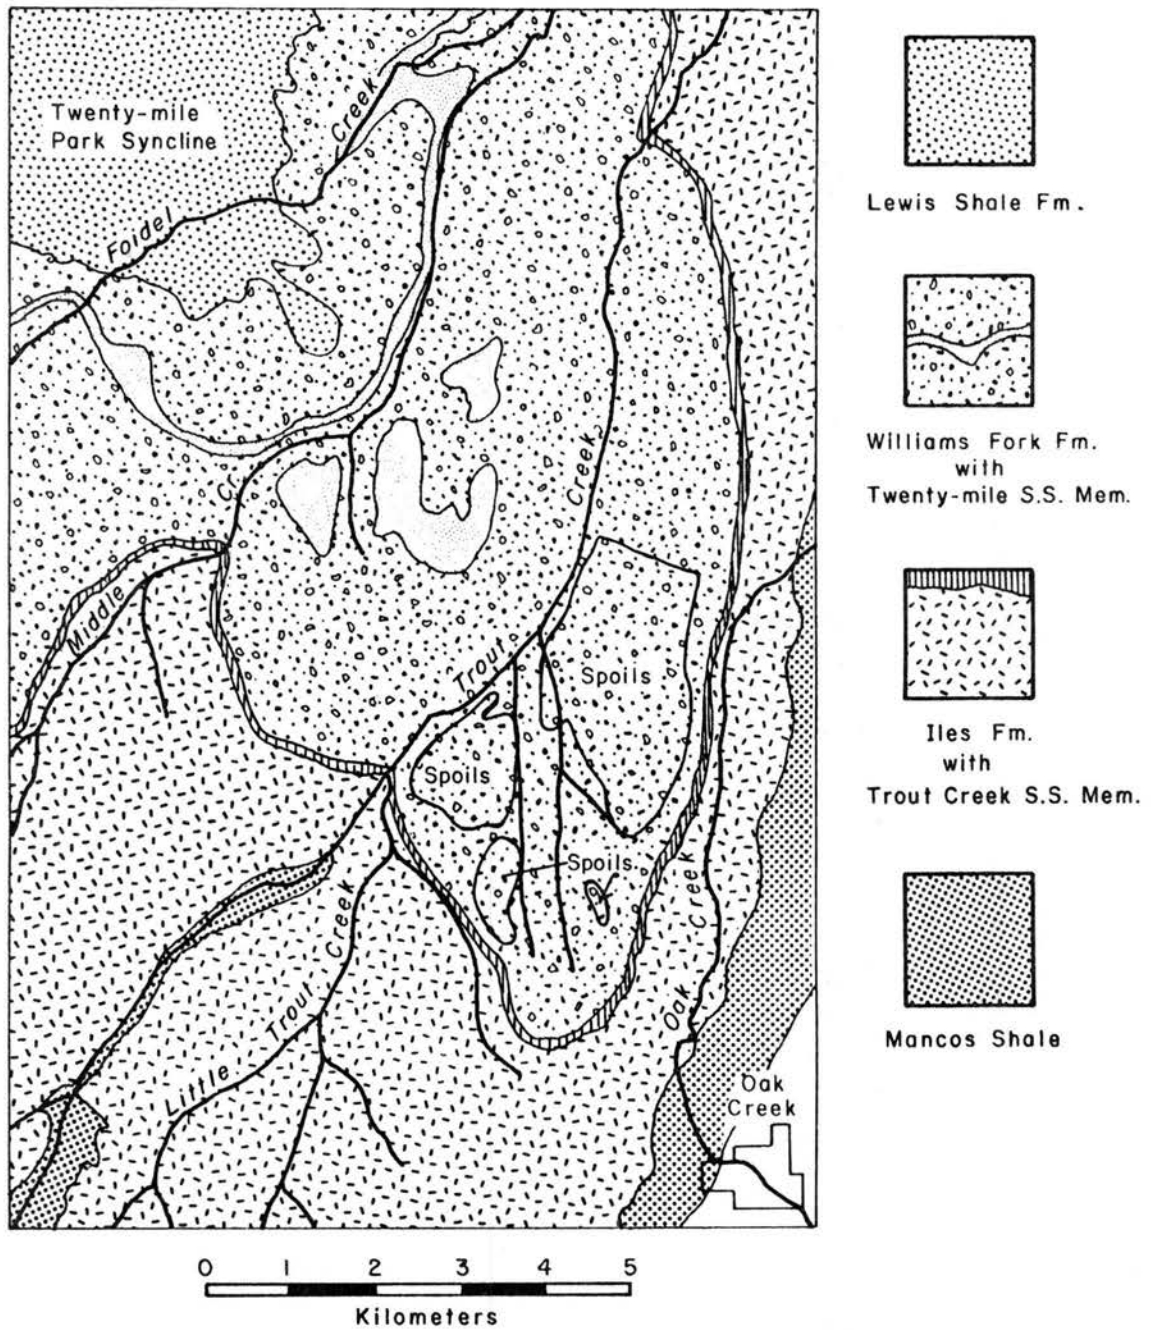 Twenty-mile
Park Syncline
Creek
Foidel
Creek
Cr.
Middle
Trout
Spoils
Spoils
Spoils
Creek
Creek
Trout
Little
Oak
Oak
Creek
0 1 2 3 4 5
Kilometers
Lewis Shale Fm.
Williams Fork Fm.
with
Twenty-mile S.S. Mem.
Iles Fm.
with
Trout Creek S.S. Mem.
Mancos Shale